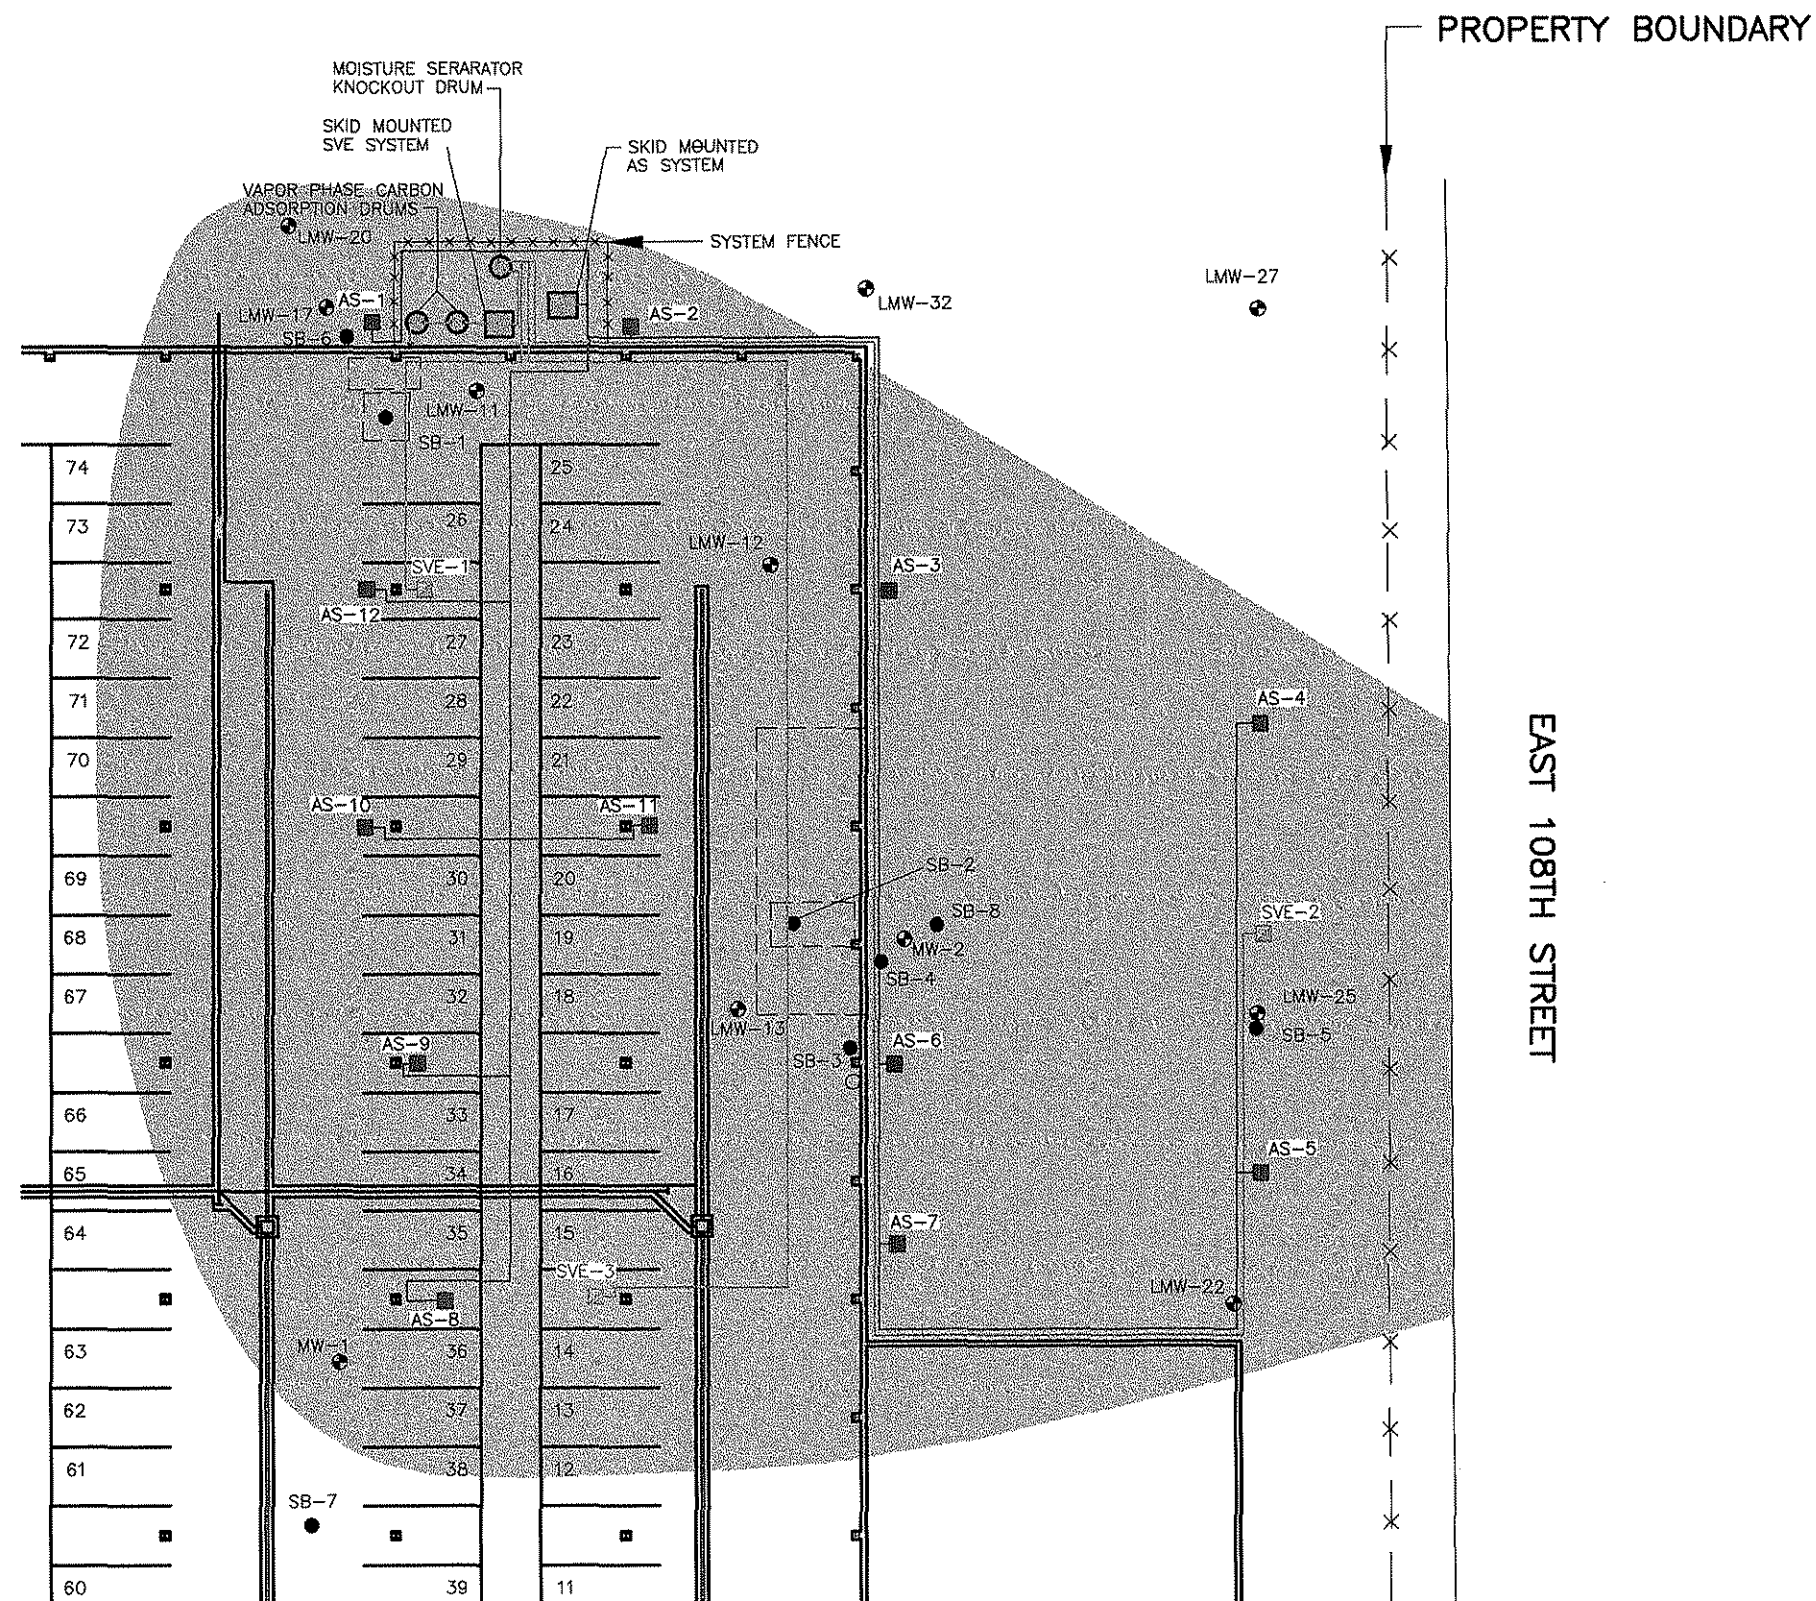 PROPERTY BOUNDARY
MOISTURE SERARATOR
KNOCKOUT DRUM
SKID MOUNTED
SVE SYSTEM
SKID MOUNTED
AS SYSTEM
VAPOR PHASE CARBON
ADSORPTION DRUMS
LMW-20
SYSTEM FENCE
LMW-27
LMW-32
AS-1
LMW-17
AS-2
SB-6
LMW-11
SB-1
74
25
26
73
24
LMW-12
SVE-1
AS-3
AS-12
72
27
23
71
28
22
AS-4
70
29
21
AS-10
AS-11
EAST 108TH STREET
69
30
20
SB-2
68
31
19
SB-8
SVE-2
MW-2
SB-4
67
32
18
LMW-25
LMW-13
SB-5
AS-9
SB-3
AS-6
66
33
17
65
34
16
AS-5
64
35
15
AS-7
SVE-3
LMW-22
AS-8
63
MW-1
36
14
62
37
13
61
38
12
SB-7
60
39
11